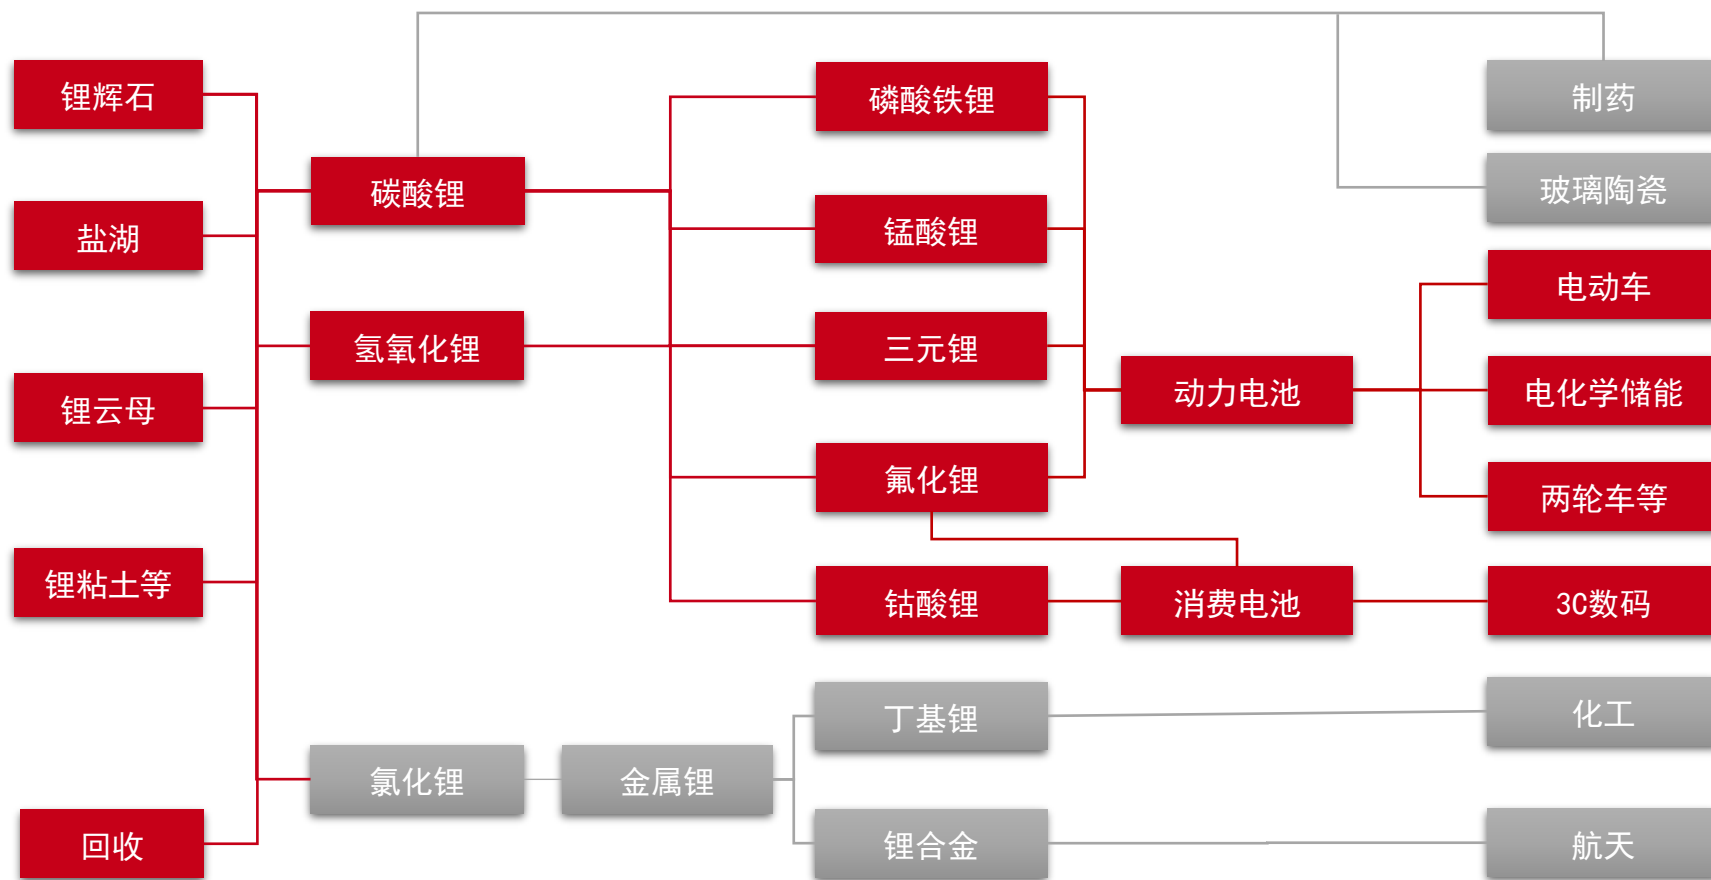 锂辉石
盐湖
锂云母
锂粘土等
回收
碳酸锂
氢氧化锂
氯化锂
金属锂
磷酸铁锂
锰酸锂
三元锂
氟化锂
钴酸锂
丁基锂
锂合金
动力电池
消费电池
制药
玻璃陶瓷
电动车
电化学储能
两轮车等
3C数码
化工
航天